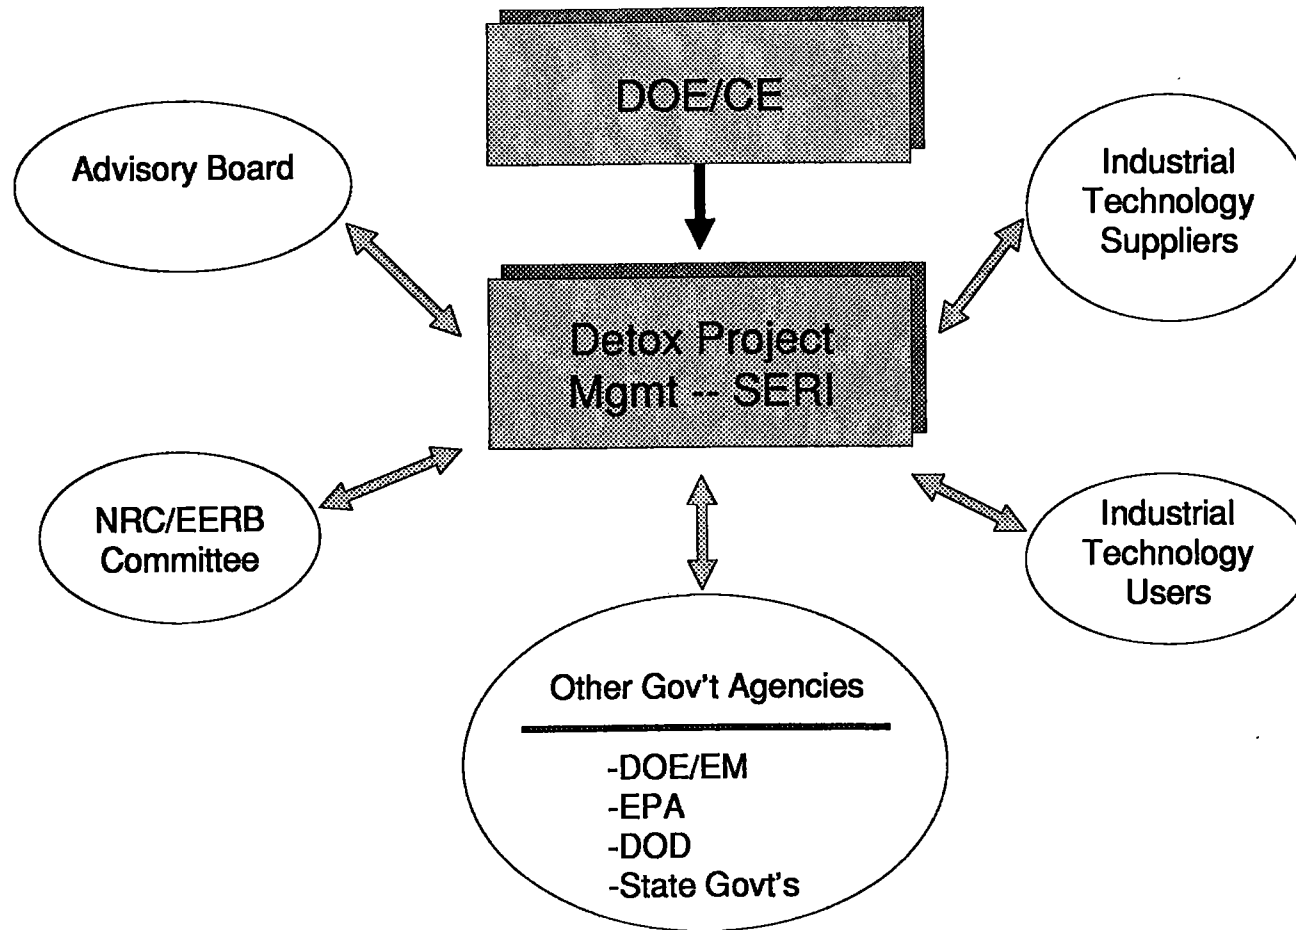 DOE/CE
Advisory Board
Industrial
Technology
Suppliers
Detox Project
Mgmt -- SERI
NRC/EERB
Committee
Industrial
Technology
Users
Other Gov't Agencies
-DOE/EM
-EPA
-DOD
-State Govt's